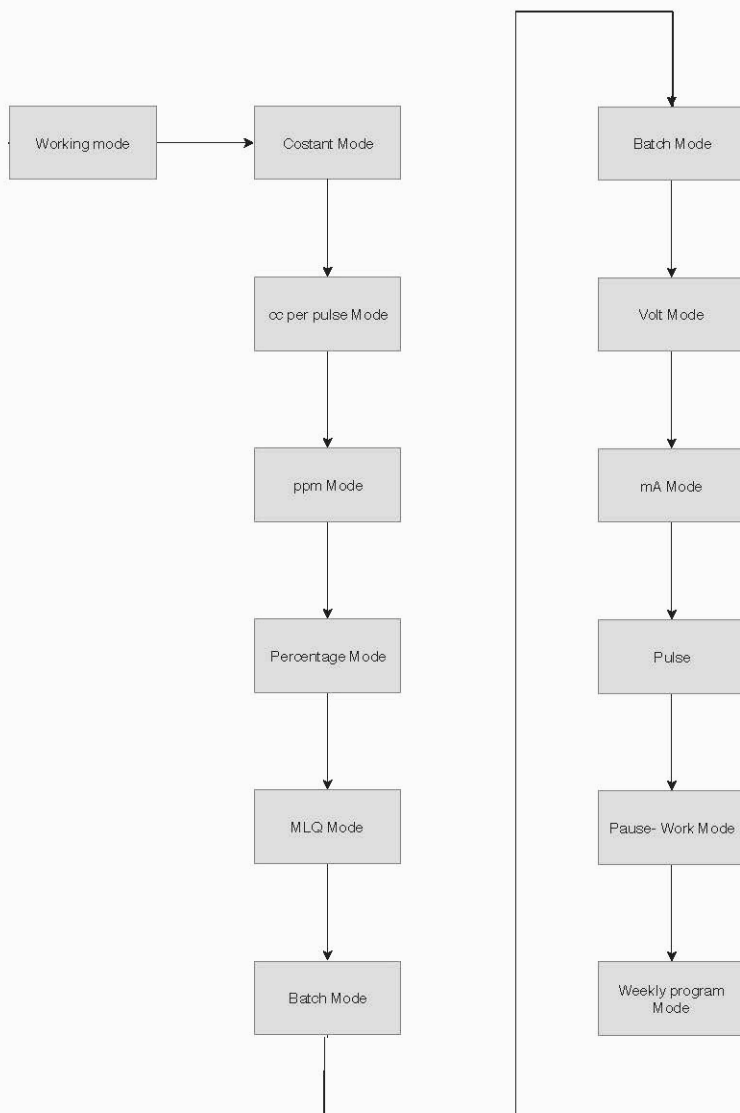 Working mode
Costant Mode
cc per pulse Mode
ppm Mode
Percentage Mode
MLQ Mode
Batch Mode
Batch Mode
Volt Mode
mA Mode
Pulse
Pause- Work Mode
Weekly program
Mode